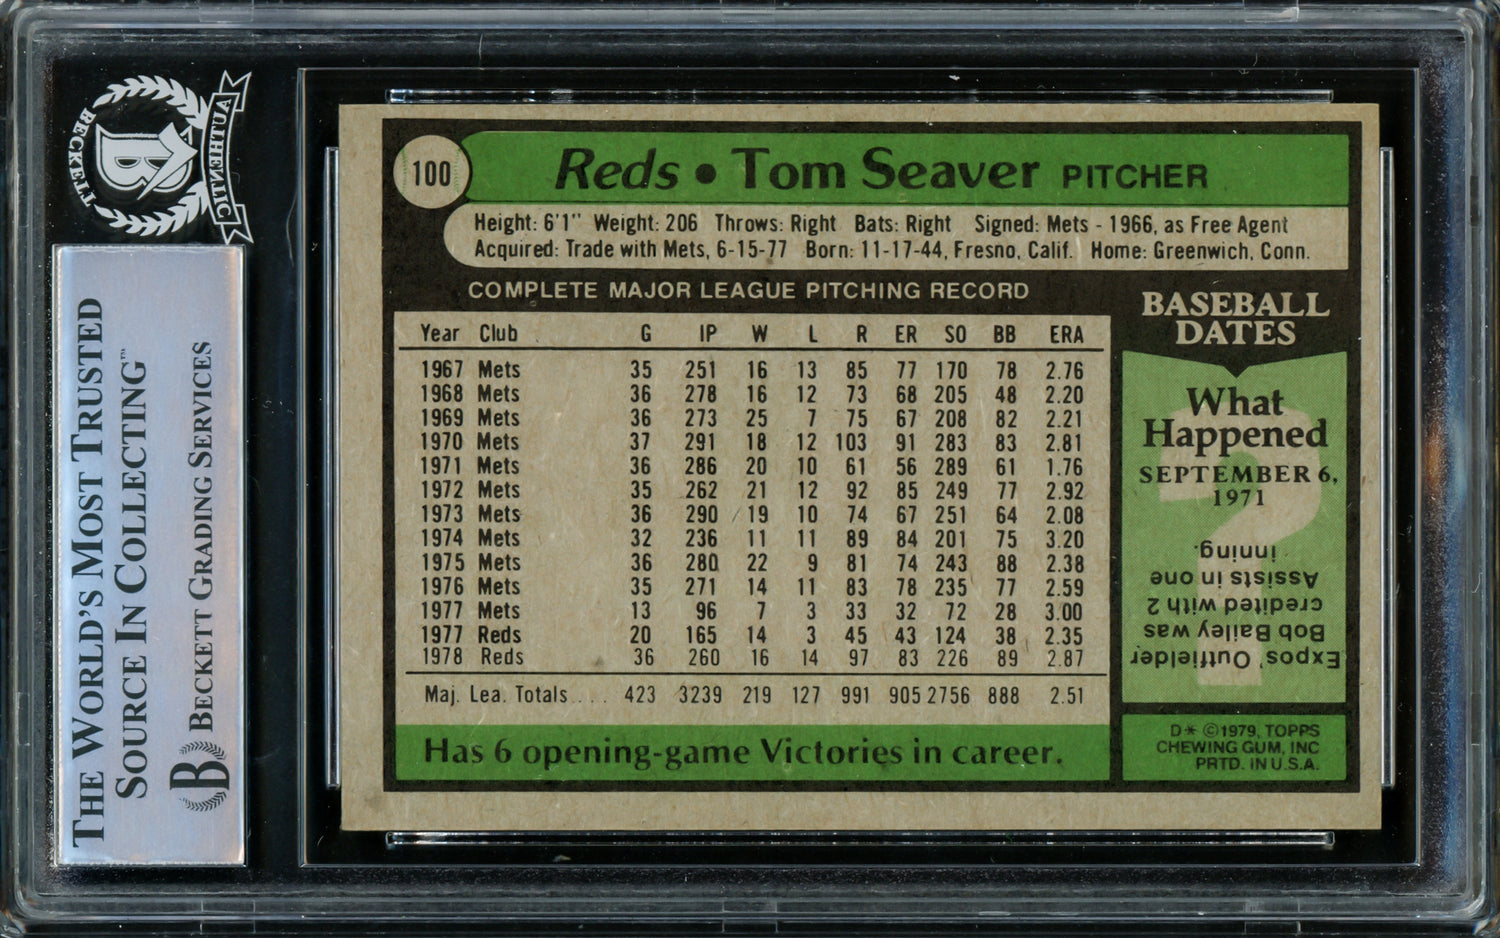 BECKETT
AUTHENTIC
B
THE WORLD'S MOST TRUSTED
SOURCE IN COLLECTING™
B BECKETT GRADING SERVICES
100
Reds • Tom Seaver PITCHER
Height: 6'1" Weight: 206 Throws: Right Bats: Right Signed: Mets - 1966, as Free Agent
Acquired: Trade with Mets, 6-15-77 Born: 11-17-44, Fresno, Calif. Home: Greenwich, Conn.
COMPLETE MAJOR LEAGUE PITCHING RECORD
Year Club G IP W L R ER SO BB ERA
1967 Mets 35 251 16 13 85 77 170 78 2.76
1968 Mets 36 278 16 12 73 68 205 48 2.20
1969 Mets 36 273 25 7 75 67 208 82 2.21
1970 Mets 37 291 18 12 103 91 283 83 2.81
1971 Mets 36 286 20 10 61 56 289 61 1.76
1972 Mets 35 262 21 12 92 85 249 77 2.92
1973 Mets 36 290 19 10 74 67 251 64 2.08
1974 Mets 32 236 11 11 89 84 201 75 3.20
1975 Mets 36 280 22 9 81 74 243 88 2.38
1976 Mets 35 271 14 11 83 78 235 77 2.59
1977 Mets 13 96 7 3 33 32 72 28 3.00
1977 Reds 20 165 14 3 45 43 124 38 2.35
1978 Reds 36 260 16 14 97 83 226 89 2.87
Maj. Lea. Totals.... 423 3239 219 127 991 905 2756 888 2.51
Has 6 opening-game Victories in career.
BASEBALL
DATES
What
Happened
SEPTEMBER 6,
1971
?
Expos' Outfielder
Bob Bailey was
credited with 2
Assists in one
inning.
D* ©1979, TOPPS
CHEWING GUM, INC
PRTD. IN U.S.A.